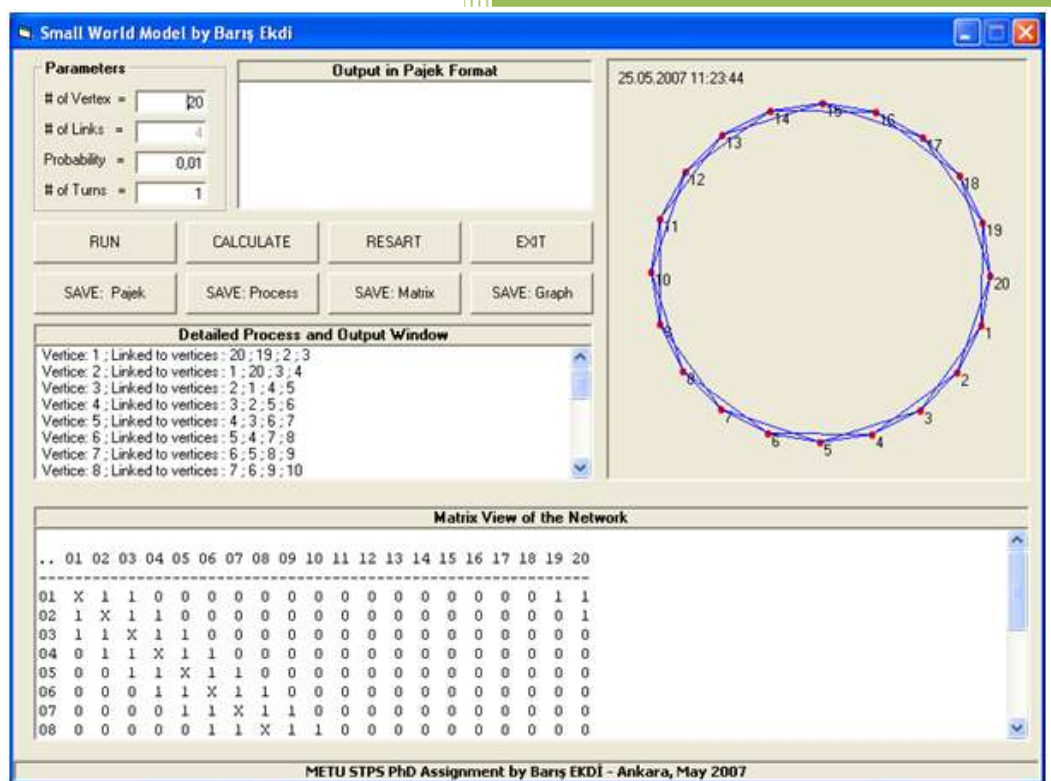 Small World Model by Barış Ekdi
Parameters
# of Vertex = 20
# of Links = 4
Probability = 0,01
# of Turns = 1
Output in Pajek Format
RUN CALCULATE RESART EXIT
SAVE: Pajek SAVE: Process SAVE: Matrix SAVE: Graph
Detailed Process and Output Window
Vertice: 1 ; Linked to vertices : 20 ; 19 ; 2 ; 3
Vertice: 2 ; Linked to vertices : 1 ; 20 ; 3 ; 4
Vertice: 3 ; Linked to vertices : 2 ; 1 ; 4 ; 5
Vertice: 4 ; Linked to vertices : 3 ; 2 ; 5 ; 6
Vertice: 5 ; Linked to vertices : 4 ; 3 ; 6 ; 7
Vertice: 6 ; Linked to vertices : 5 ; 4 ; 7 ; 8
Vertice: 7 ; Linked to vertices : 6 ; 5 ; 8 ; 9
Vertice: 8 ; Linked to vertices : 7 ; 6 ; 9 ; 10
25.05.2007 11:23:44
15
14
16
13
17
12
18
11
19
10
20
9
1
8
2
7
3
6
4
5
Matrix View of the Network
.. 01 02 03 04 05 06 07 08 09 10 11 12 13 14 15 16 17 18 19 20
01 X 1 1 0 0 0 0 0 0 0 0 0 0 0 0 0 0 0 1 1
02 1 X 1 1 0 0 0 0 0 0 0 0 0 0 0 0 0 0 0 1
03 1 1 X 1 1 0 0 0 0 0 0 0 0 0 0 0 0 0 0 0
04 0 1 1 X 1 1 0 0 0 0 0 0 0 0 0 0 0 0 0 0
05 0 0 1 1 X 1 1 0 0 0 0 0 0 0 0 0 0 0 0 0
06 0 0 0 1 1 X 1 1 0 0 0 0 0 0 0 0 0 0 0 0
07 0 0 0 0 1 1 X 1 1 0 0 0 0 0 0 0 0 0 0 0
08 0 0 0 0 0 1 1 X 1 1 0 0 0 0 0 0 0 0 0 0
METU STPS PhD Assignment by Barış EKDİ - Ankara, May 2007